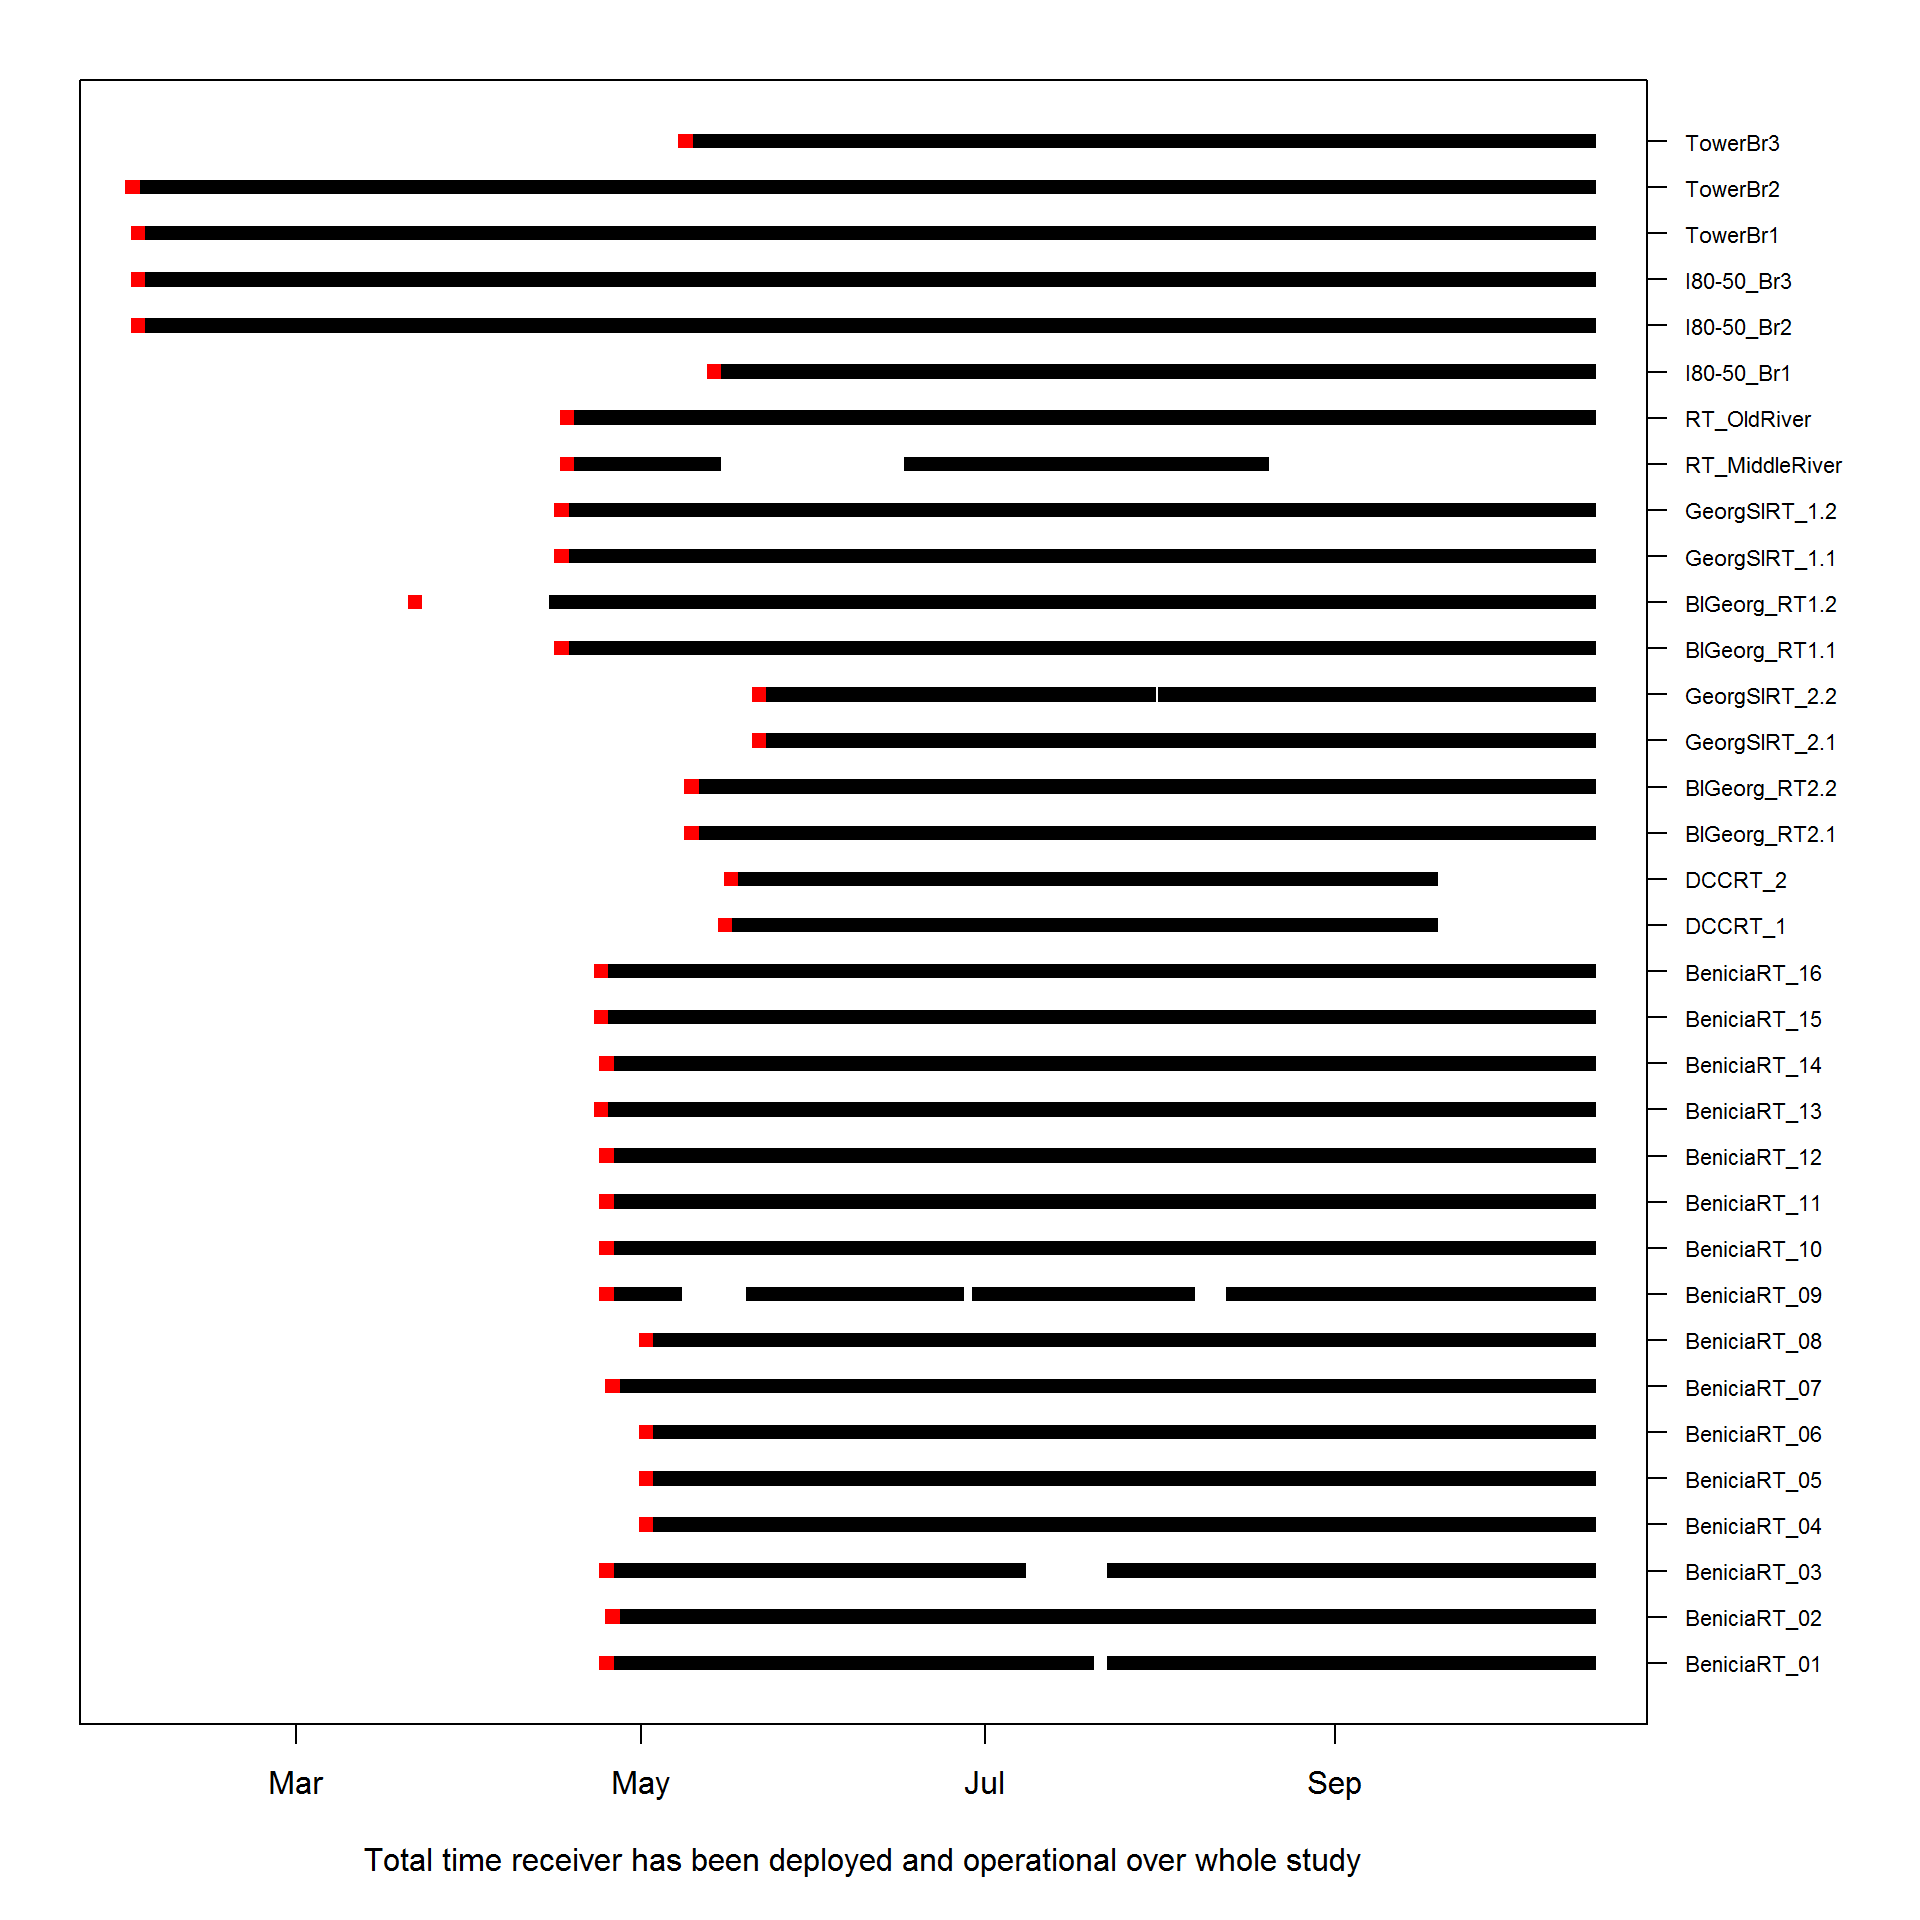 TowerBr3
TowerBr2
TowerBr1
I80-50_Br3
I80-50_Br2
I80-50_Br1
RT_OldRiver
RT_MiddleRiver
GeorgSlRT_1.2
GeorgSlRT_1.1
BlGeorg_RT1.2
BlGeorg_RT1.1
GeorgSlRT_2.2
GeorgSlRT_2.1
BlGeorg_RT2.2
BlGeorg_RT2.1
DCCRT_2
DCCRT_1
BeniciaRT_16
BeniciaRT_15
BeniciaRT_14
BeniciaRT_13
BeniciaRT_12
BeniciaRT_11
BeniciaRT_10
BeniciaRT_09
BeniciaRT_08
BeniciaRT_07
BeniciaRT_06
BeniciaRT_05
BeniciaRT_04
BeniciaRT_03
BeniciaRT_02
BeniciaRT_01
Mar May Jul Sep
Total time receiver has been deployed and operational over whole study